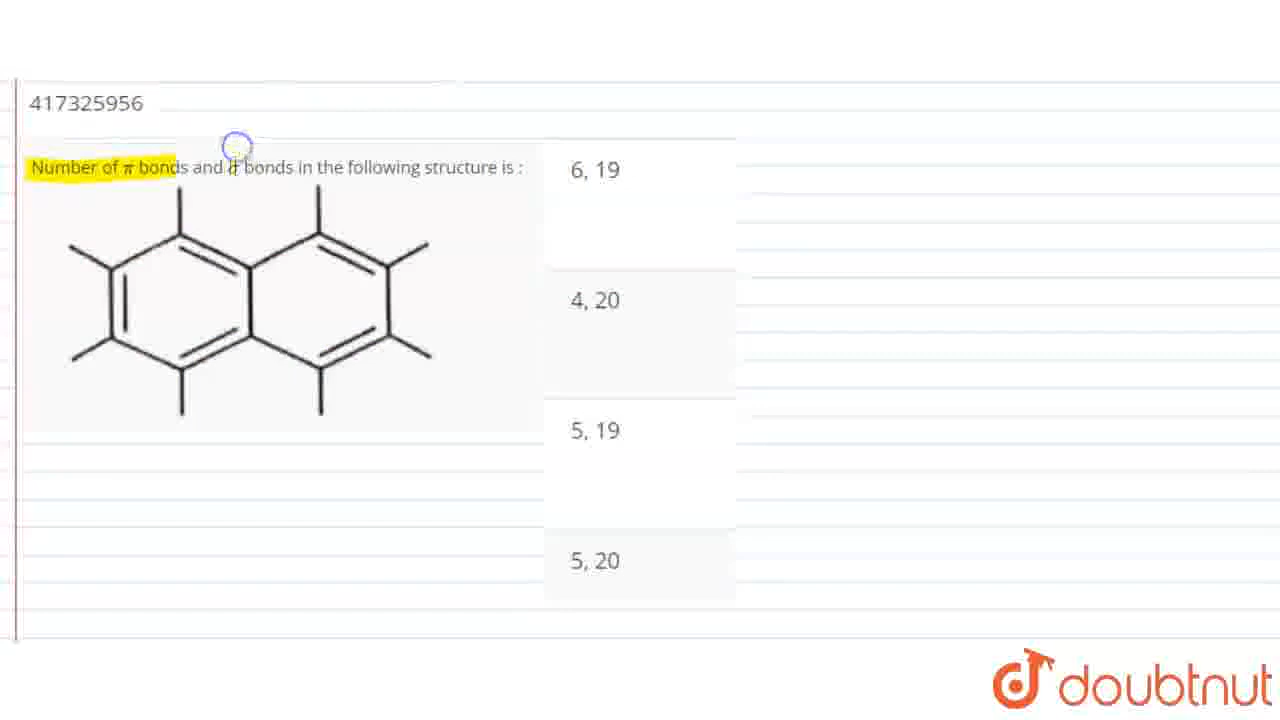 417325956
Number of π bonds and σ bonds in the following structure is :
6, 19
4, 20
5, 19
5, 20
doubtnut